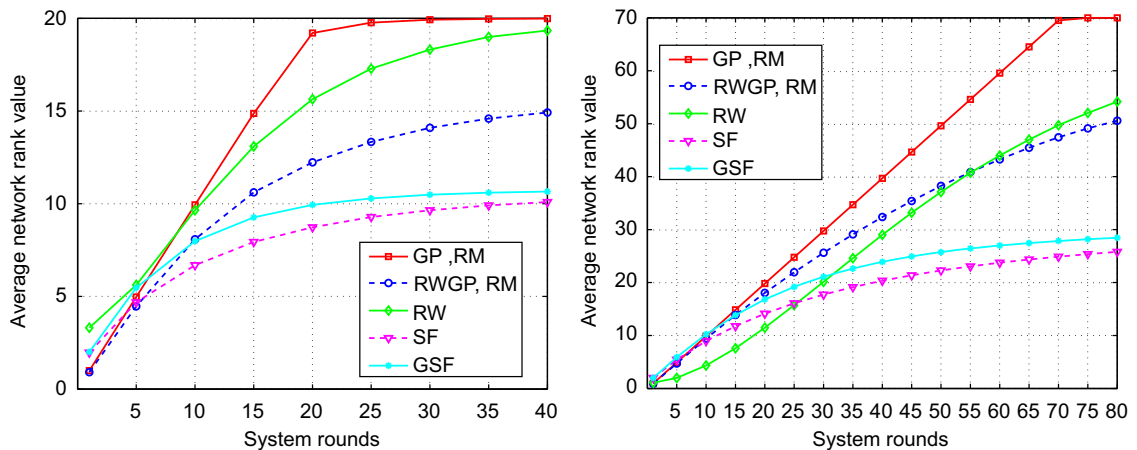 Average network rank value
20
15
10
5
0
GP ,RM
RWGP, RM
RW
SF
GSF
5 10 15 20 25 30 35 40
System rounds
Average network rank value
70
60
50
40
30
20
10
0
GP ,RM
RWGP, RM
RW
SF
GSF
5 10 15 20 25 30 35 40 45 50 55 60 65 70 75 80
System rounds